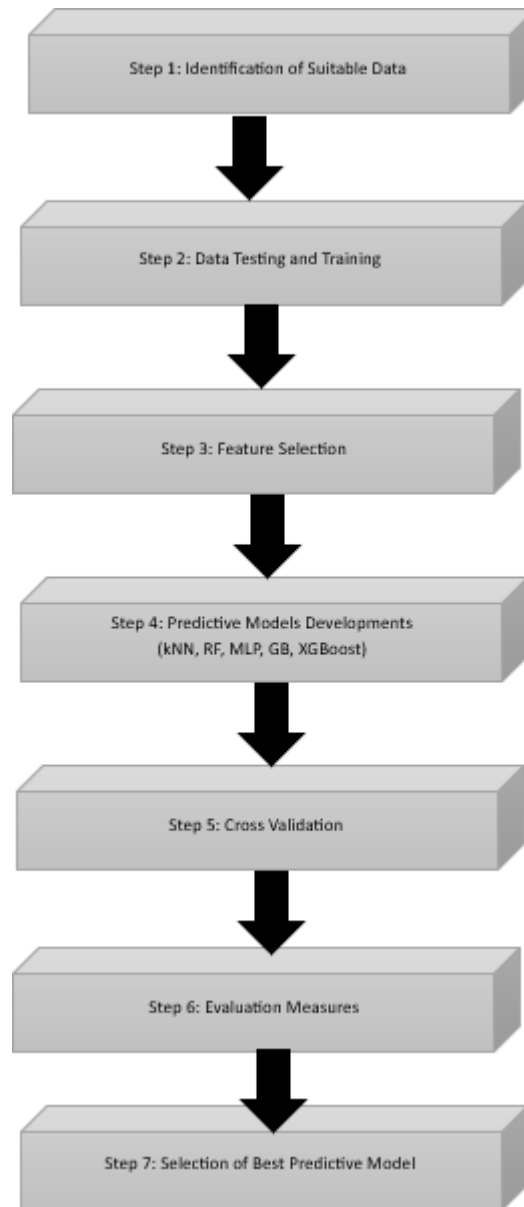 Step 1: Identification of Suitable Data
Step 2: Data Testing and Training
Step 3: Feature Selection
Step 4: Predictive Models Developments
(kNN, RF, MLP, GB, XGBoost)
Step 5: Cross Validation
Step 6: Evaluation Measures
Step 7: Selection of Best Predictive Model